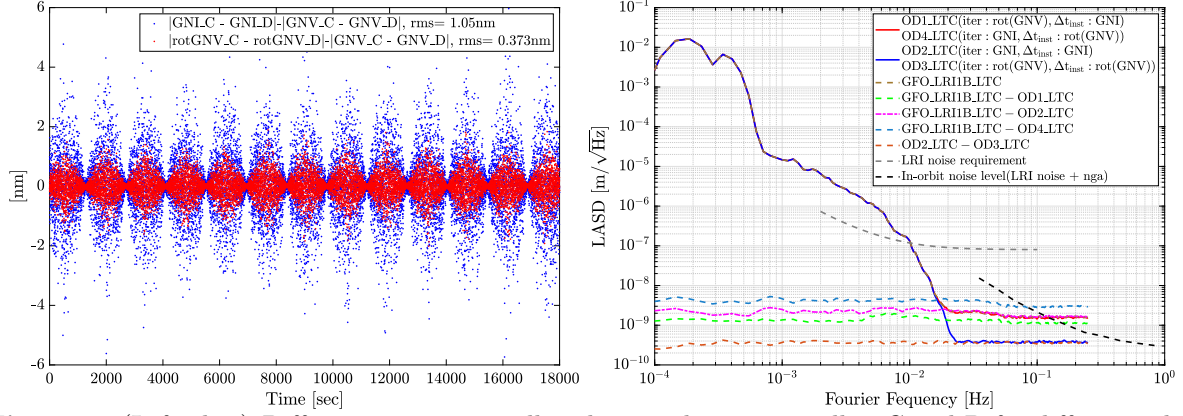 |GNI_C - GNI_D|-|GNV_C - GNV_D|, rms= 1.05nm
|rotGNV_C - rotGNV_D|-|GNV_C - GNV_D|, rms= 0.373nm
6
4
2
0
-2
-4
-6
[nm]
0 2000 4000 6000 8000 10000 12000 14000 16000 18000
Time [sec]
OD1_LTC(iter : rot(GNV), Δt_inst : GNI)
OD4_LTC(iter : GNI, Δt_inst : rot(GNV))
OD2_LTC(iter : GNI, Δt_inst : GNI)
OD3_LTC(iter : rot(GNV), Δt_inst : rot(GNV))
GFO_LRI1B_LTC
GFO_LRI1B_LTC − OD1_LTC
GFO_LRI1B_LTC − OD2_LTC
GFO_LRI1B_LTC − OD4_LTC
OD2_LTC − OD3_LTC
LRI noise requirement
In-orbit noise level(LRI noise + nga)
10^-1
10^-2
10^-3
10^-4
10^-5
10^-6
10^-7
10^-8
10^-9
10^-10
LASD [m/√Hz]
10^-4 10^-3 10^-2 10^-1 10^0
Fourier Fequency [Hz]